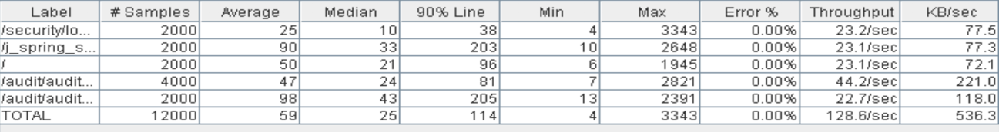 Label # Samples Average Median 90% Line Min Max Error % Throughput KB/sec
/security/lo... 2000 25 10 38 4 3343 0.00% 23.2/sec 77.5
/j_spring_s... 2000 90 33 203 10 2648 0.00% 23.1/sec 77.3
/ 2000 50 21 96 6 1945 0.00% 23.1/sec 72.1
/audit/audit... 4000 47 24 81 7 2821 0.00% 44.2/sec 221.0
/audit/audit... 2000 98 43 205 13 2391 0.00% 22.7/sec 118.0
TOTAL 12000 59 25 114 4 3343 0.00% 128.6/sec 536.3